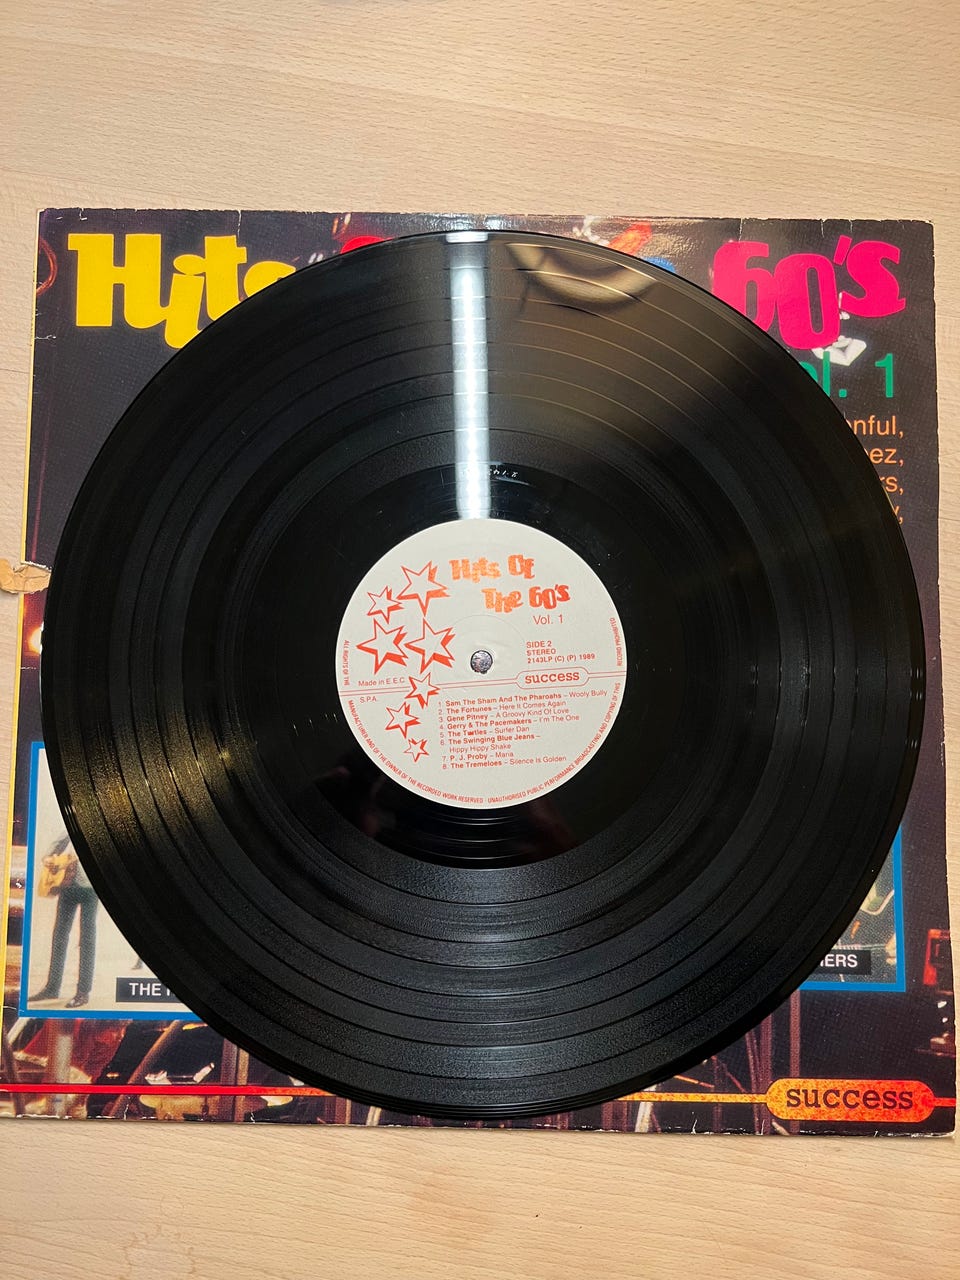 Hits
60's
ol. 1
onful,
ez,
rs,
y,
Hits Of
The 60's
Vol. 1
SIDE 2
STEREO
2143LP (C) (P) 1989
Made in E.E.C.
success
S.P.A.
1. Sam The Sham And The Pharoahs – Wooly Bully
2. The Fortunes – Here It Comes Again
3. Gene Pitney – A Groovy Kind Of Love
4. Gerry & The Pacemakers – I'm The One
5. The Turtles – Surfer Dan
6. The Swinging Blue Jeans –
Hippy Hippy Shake
7. P. J. Proby – Maria
8. The Tremeloes – Silence Is Golden
ALL RIGHTS OF THE MANUFACTURER AND OF THE OWNER OF THE RECORDED WORK RESERVED · UNAUTHORISED PUBLIC PERFORMANCE BROADCASTING AND COPYING OF THIS RECORD PROHIBITED
THE
ERS
success